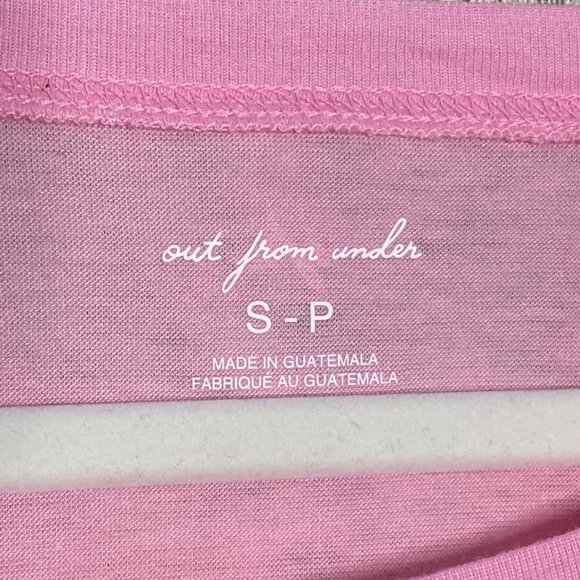 out from under
S - P
MADE IN GUATEMALA
FABRIQUÉ AU GUATEMALA